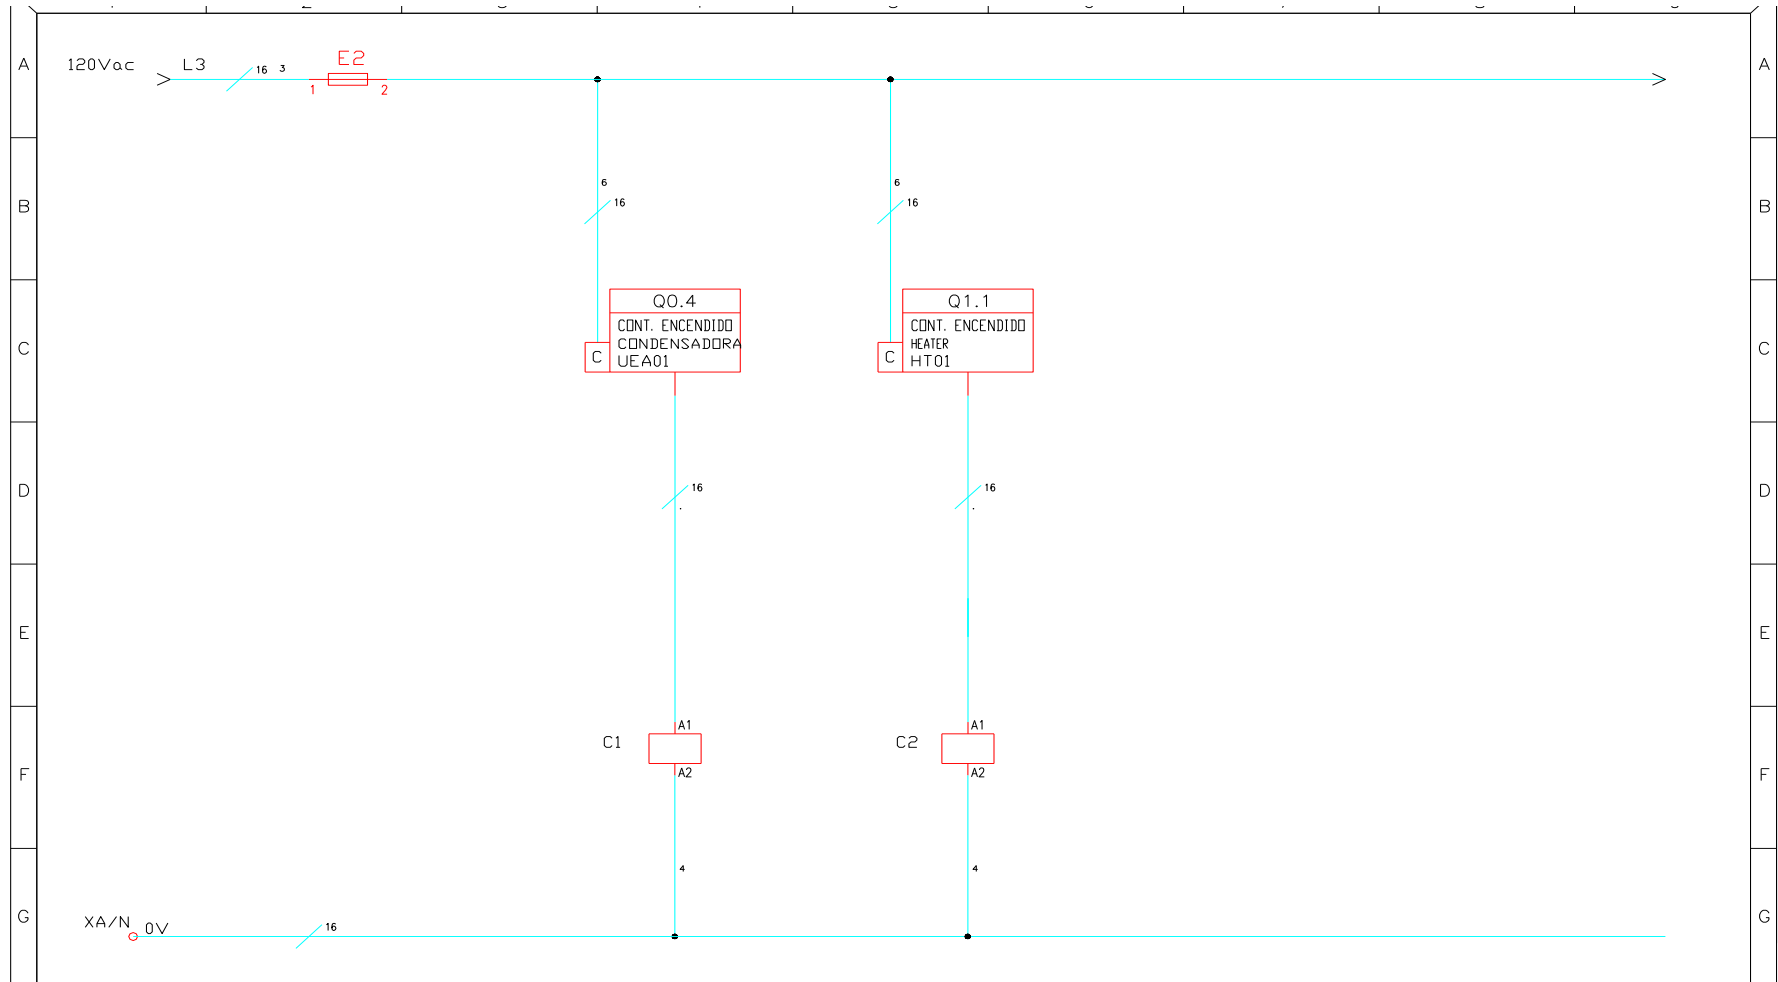 A
120Vac
L3
16 3
E2
1
2
A
B
6
16
6
16
B
C
Q0.4
CONT. ENCENDIDO
CONDENSADORA
UEA01
C
Q1.1
CONT. ENCENDIDO
HEATER
HT01
C
C
D
16
.
16
.
D
E
E
F
C1
A1
A2
C2
A1
A2
F
G
4
4
XA/N
0V
16
G